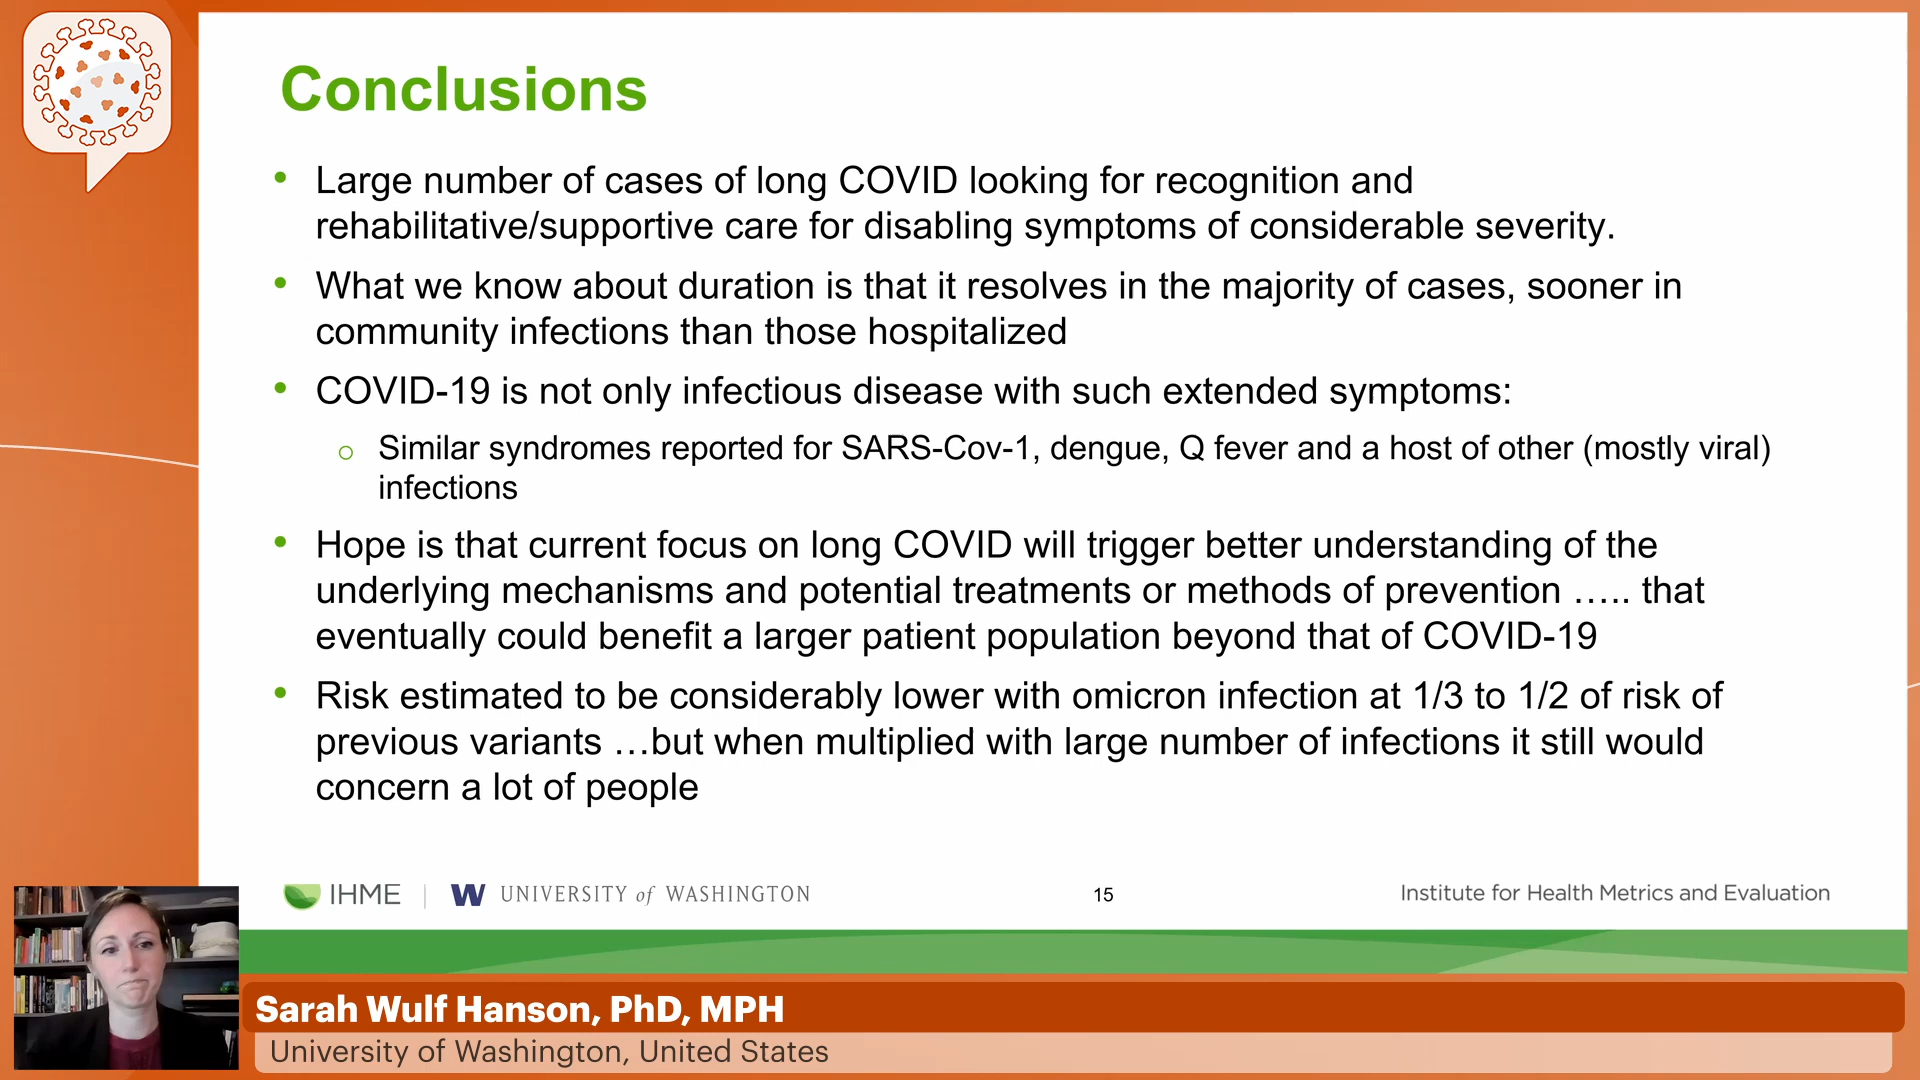 Conclusions
• Large number of cases of long COVID looking for recognition and
rehabilitative/supportive care for disabling symptoms of considerable severity.
• What we know about duration is that it resolves in the majority of cases, sooner in
community infections than those hospitalized
• COVID-19 is not only infectious disease with such extended symptoms:
o Similar syndromes reported for SARS-Cov-1, dengue, Q fever and a host of other (mostly viral)
infections
• Hope is that current focus on long COVID will trigger better understanding of the
underlying mechanisms and potential treatments or methods of prevention ….. that
eventually could benefit a larger patient population beyond that of COVID-19
• Risk estimated to be considerably lower with omicron infection at 1/3 to 1/2 of risk of
previous variants …but when multiplied with large number of infections it still would
concern a lot of people
IHME | W UNIVERSITY of WASHINGTON
15
Institute for Health Metrics and Evaluation
Sarah Wulf Hanson, PhD, MPH
University of Washington, United States